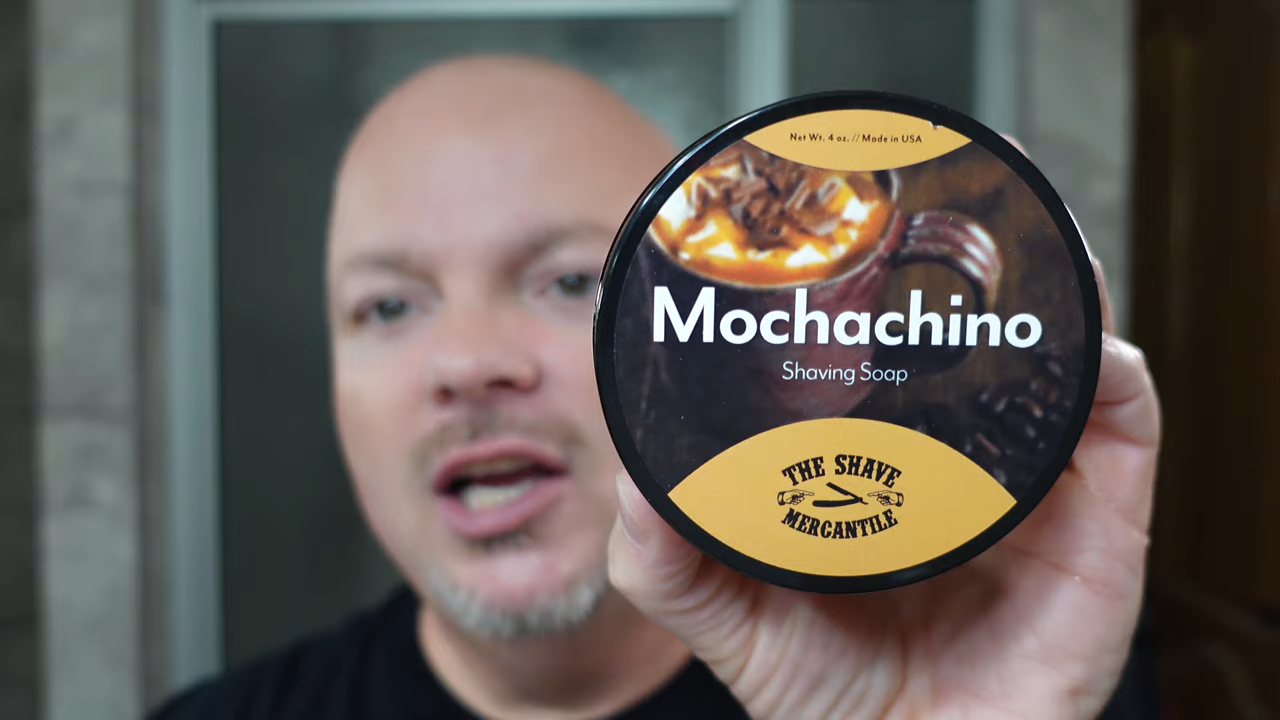 Net Wt. 4 oz. // Made in USA
Mochachino
Shaving Soap
THE SHAVE
MERCANTILE